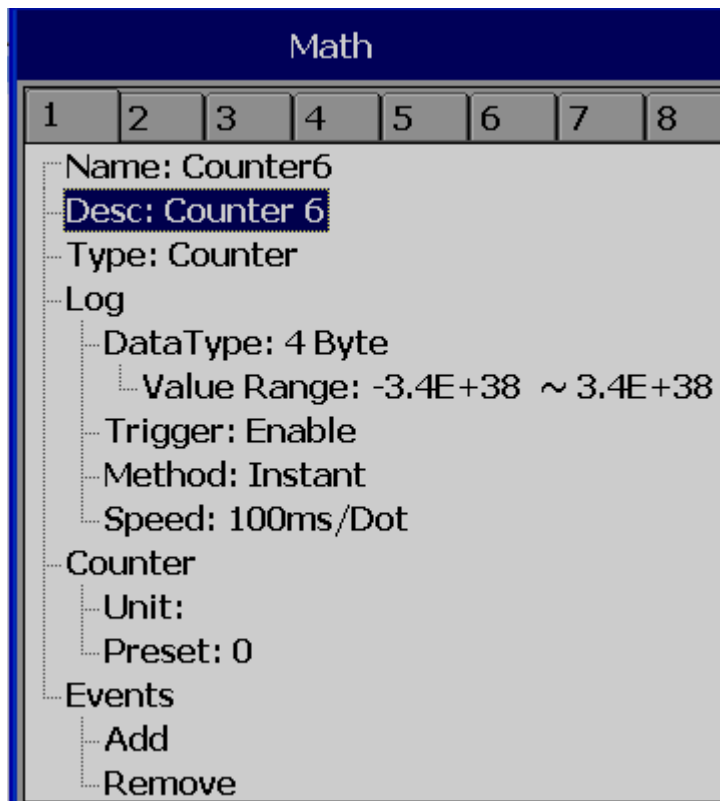 Math
1 2 3 4 5 6 7 8
Name: Counter6
Desc: Counter 6
Type: Counter
Log
DataType: 4 Byte
Value Range: -3.4E+38 ~ 3.4E+38
Trigger: Enable
Method: Instant
Speed: 100ms/Dot
Counter
Unit:
Preset: 0
Events
Add
Remove